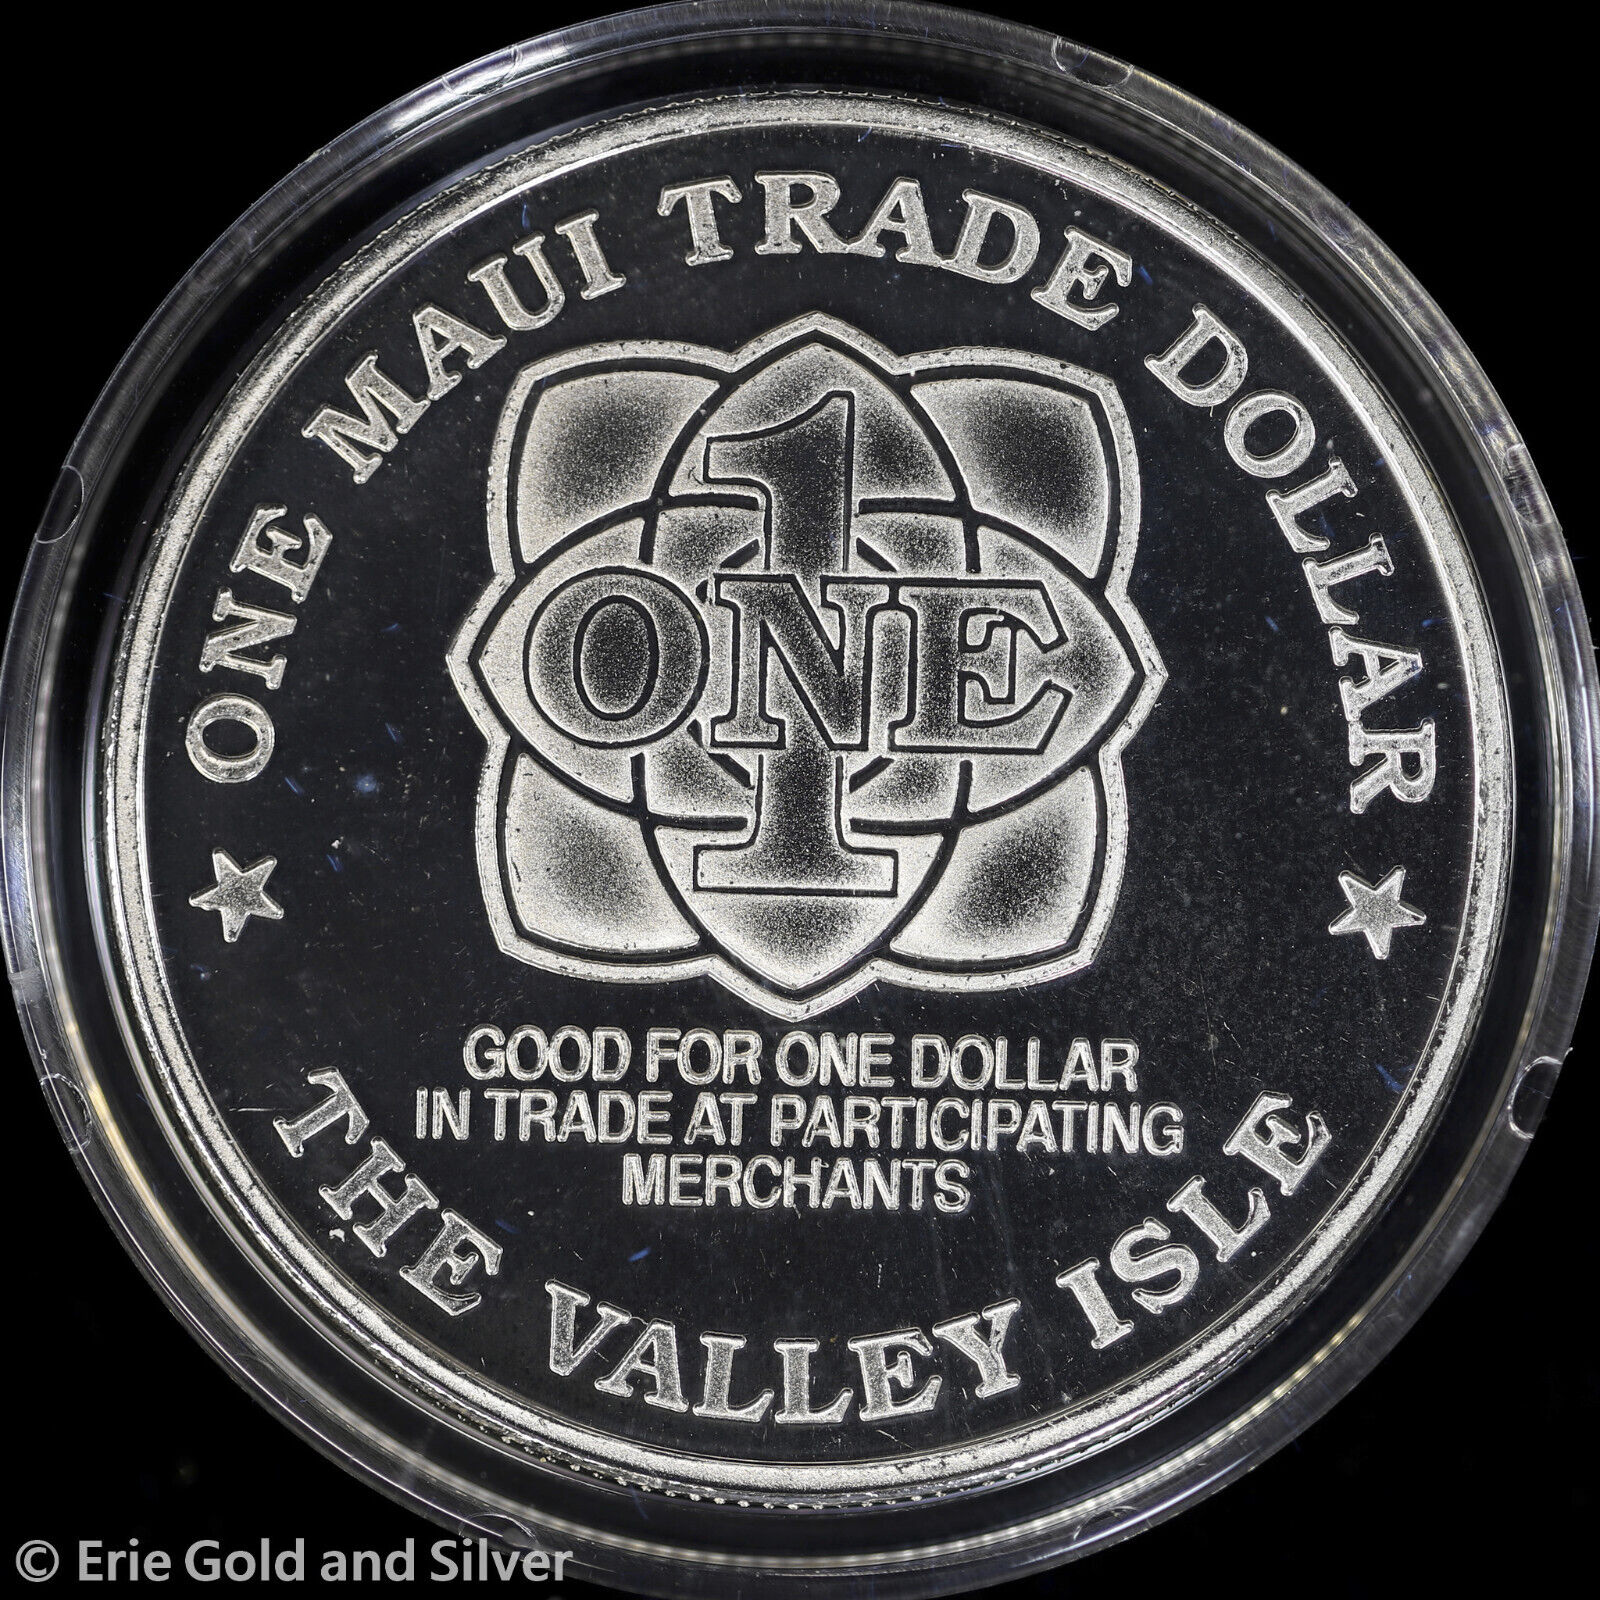 ONE MAUI TRADE DOLLAR
1
ONE
GOOD FOR ONE DOLLAR
IN TRADE AT PARTICIPATING
MERCHANTS
THE VALLEY ISLE
© Erie Gold and Silver